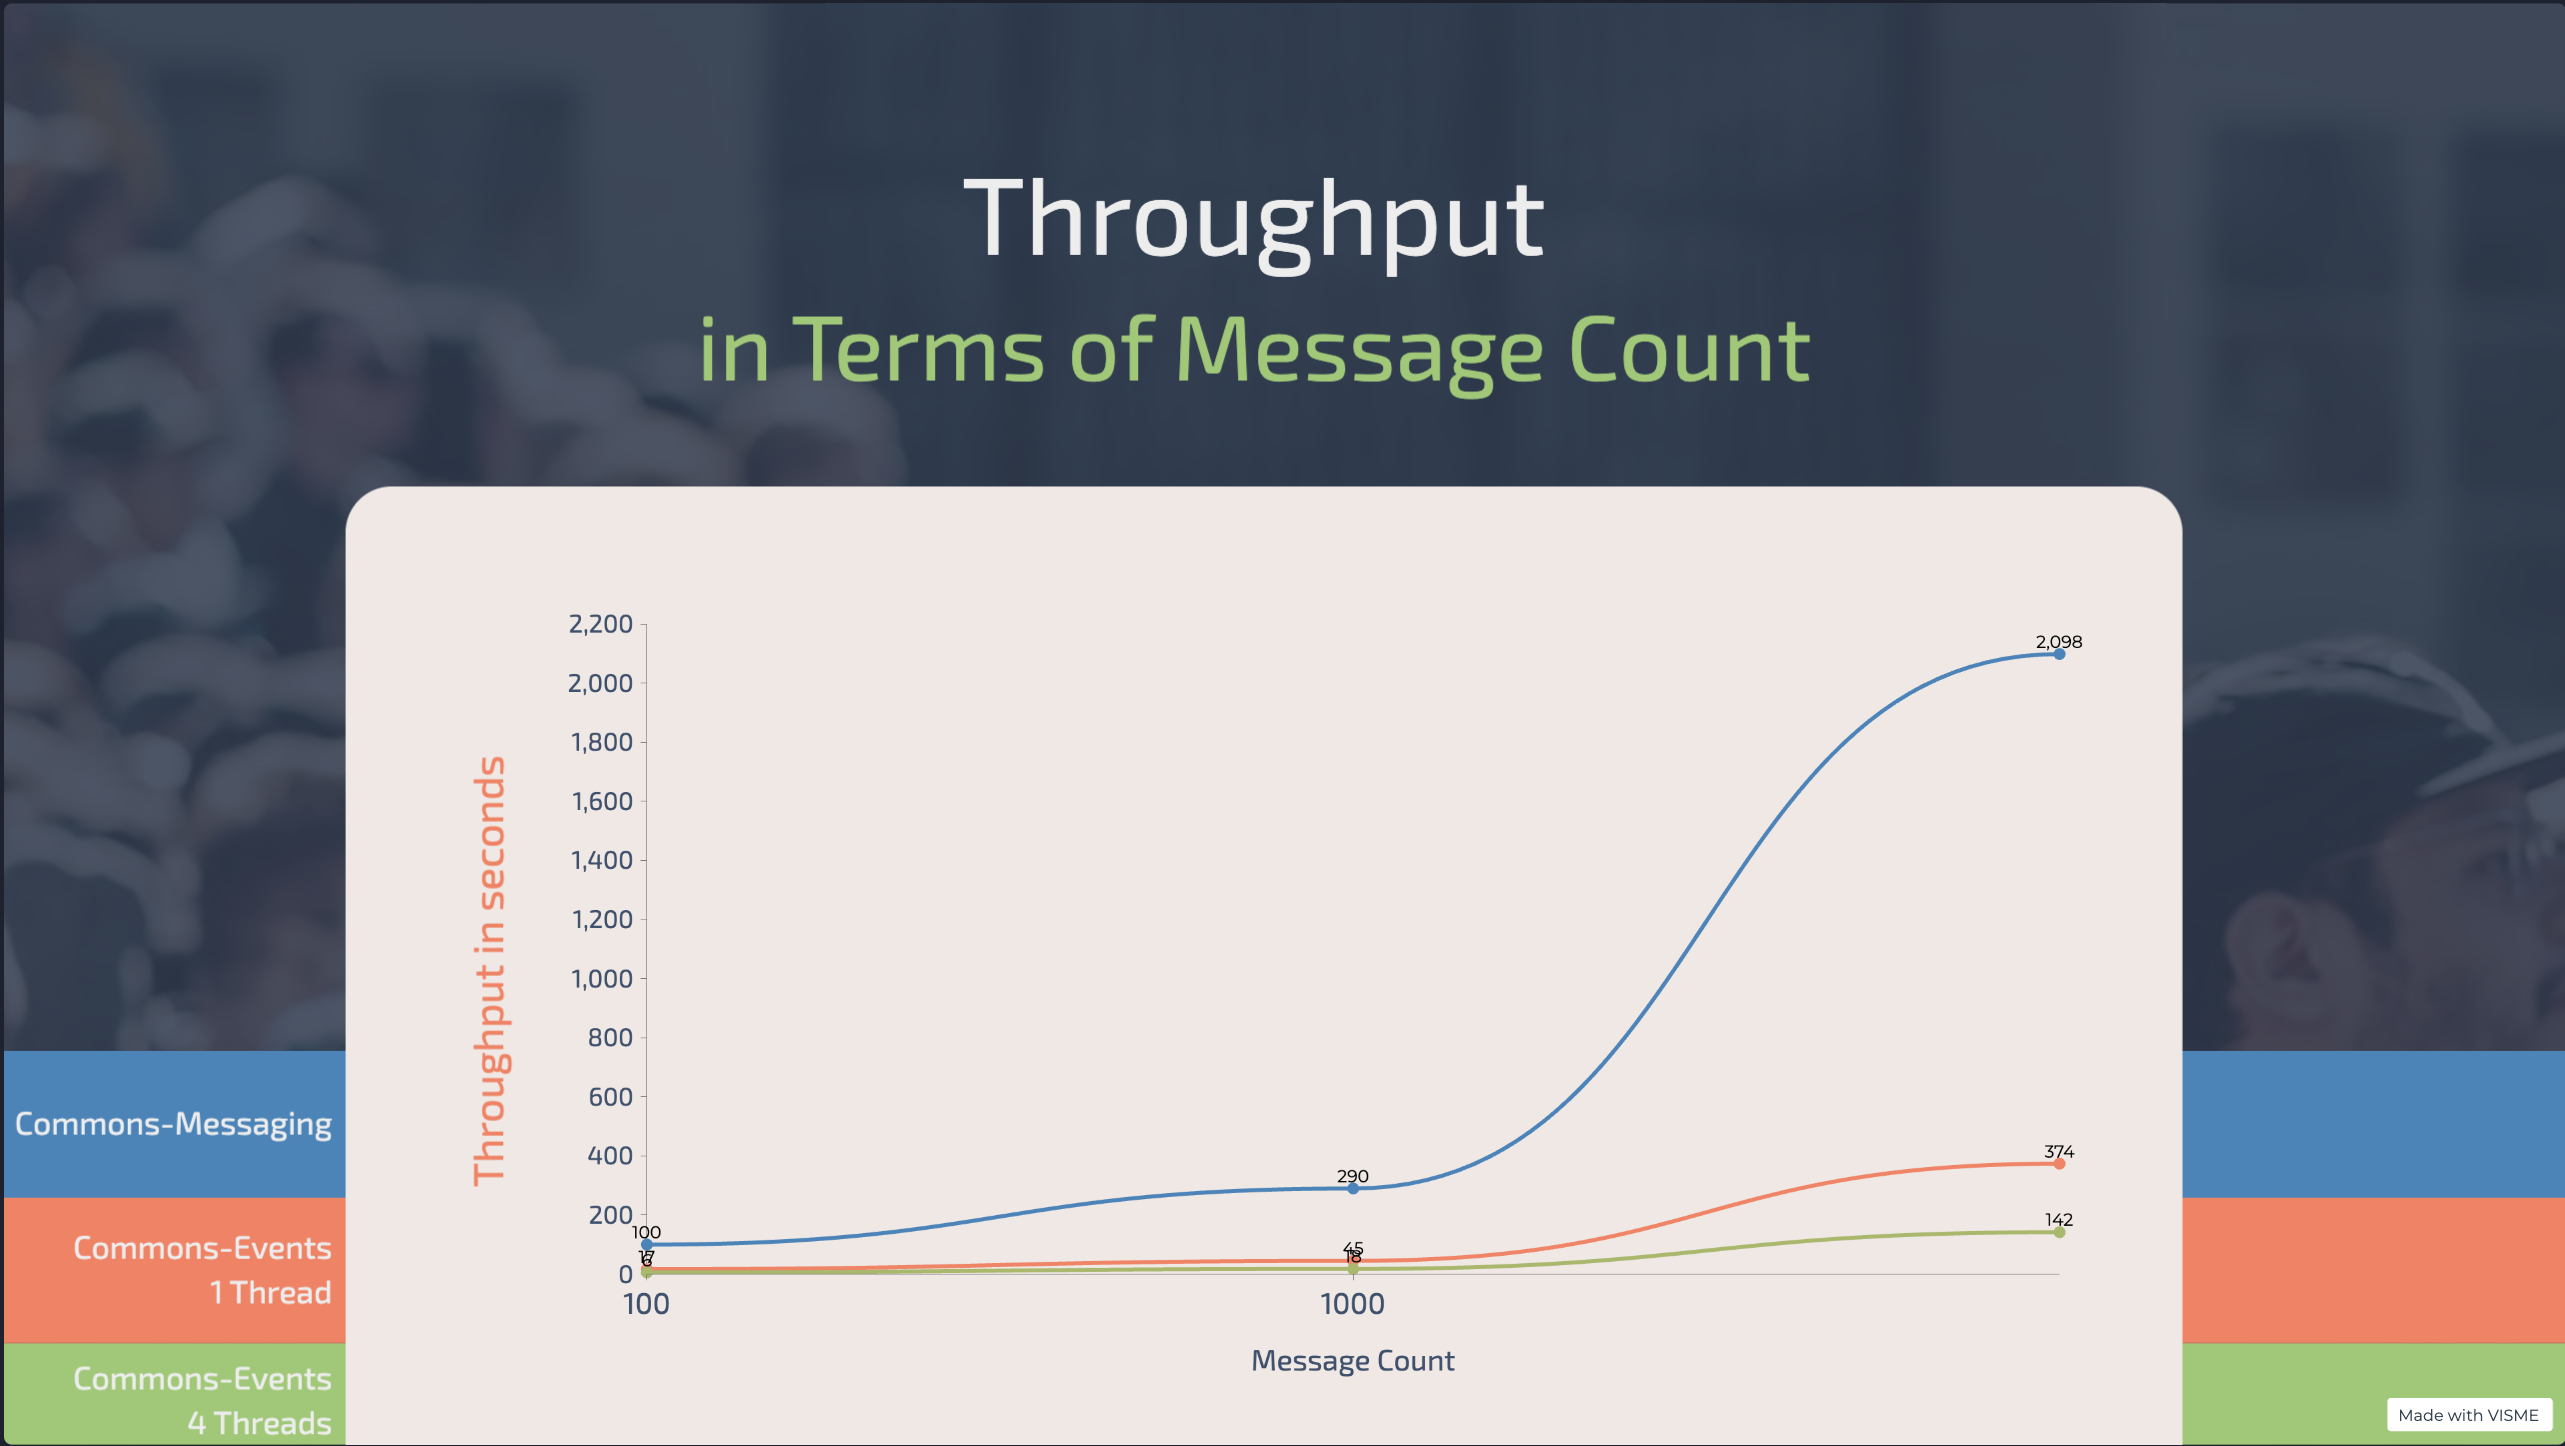 Throughput
in Terms of Message Count
2,200
2,000
1,800
1,600
1,400
1,200
1,000
800
600
400
200
0
Throughput in seconds
2,098
374
290
142
100
17
45
18
100
1000
Message Count
Commons-Messaging
Commons-Events
1 Thread
Commons-Events
4 Threads
Made with VISME